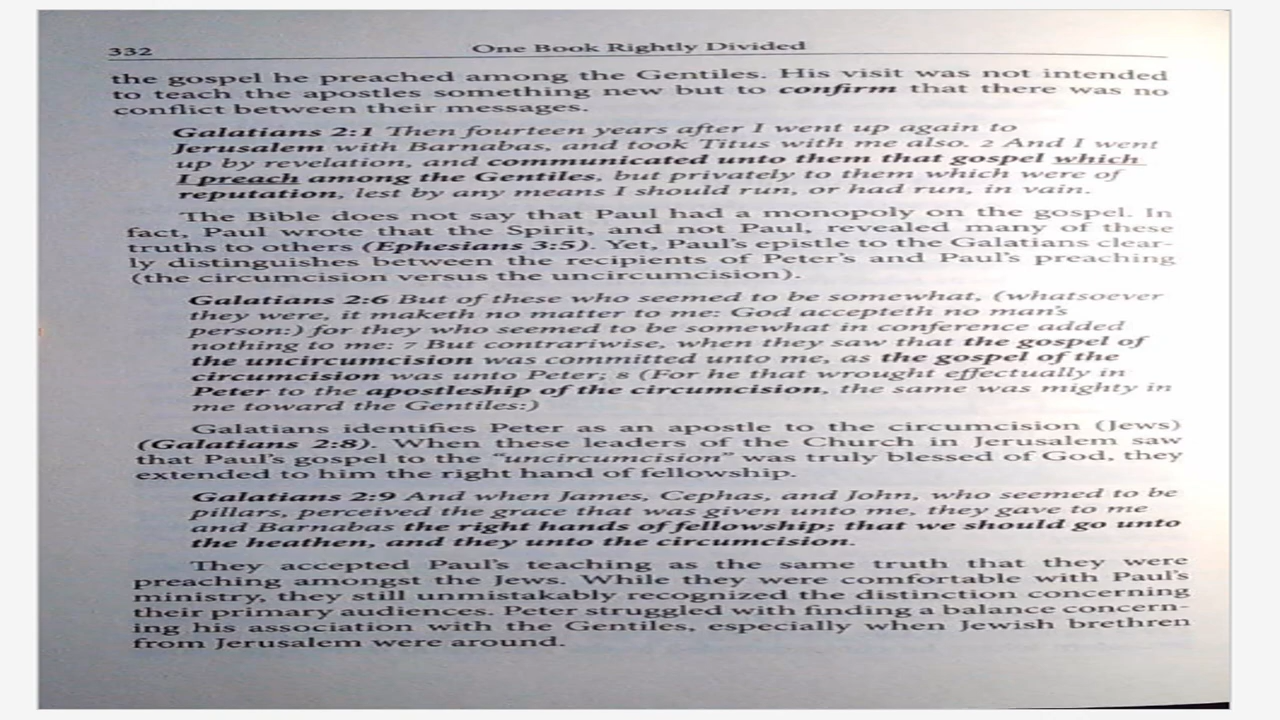 332
One Book Rightly Divided
the gospel he preached among the Gentiles. His visit was not intended
to teach the apostles something new but to confirm that there was no
conflict between their messages.
Galatians 2:1 Then fourteen years after I went up again to
Jerusalem with Barnabas, and took Titus with me also. 2 And I went
up by revelation, and communicated unto them that gospel which
I preach among the Gentiles, but privately to them which were of
reputation, lest by any means I should run, or had run, in vain.
The Bible does not say that Paul had a monopoly on the gospel. In
fact, Paul wrote that the Spirit, and not Paul, revealed many of these
truths to others (Ephesians 3:5). Yet, Paul's epistle to the Galatians clear-
ly distinguishes between the recipients of Peter's and Paul's preaching
(the circumcision versus the uncircumcision).
Galatians 2:6 But of these who seemed to be somewhat, (whatsoever
they were, it maketh no matter to me: God accepteth no man's
person:) for they who seemed to be somewhat in conference added
nothing to me: 7 But contrariwise, when they saw that the gospel of
the uncircumcision was committed unto me, as the gospel of the
circumcision was unto Peter; 8 (For he that wrought effectually in
Peter to the apostleship of the circumcision, the same was mighty in
me toward the Gentiles:)
Galatians identifies Peter as an apostle to the circumcision (Jews)
(Galatians 2:8). When these leaders of the Church in Jerusalem saw
that Paul's gospel to the "uncircumcision" was truly blessed of God, they
extended to him the right hand of fellowship.
Galatians 2:9 And when James, Cephas, and John, who seemed to be
pillars, perceived the grace that was given unto me, they gave to me
and Barnabas the right hands of fellowship; that we should go unto
the heathen, and they unto the circumcision.
They accepted Paul's teaching as the same truth that they were
preaching amongst the Jews. While they were comfortable with Paul's
ministry, they still unmistakably recognized the distinction concerning
their primary audiences. Peter struggled with finding a balance concern-
ing his association with the Gentiles, especially when Jewish brethren
from Jerusalem were around.